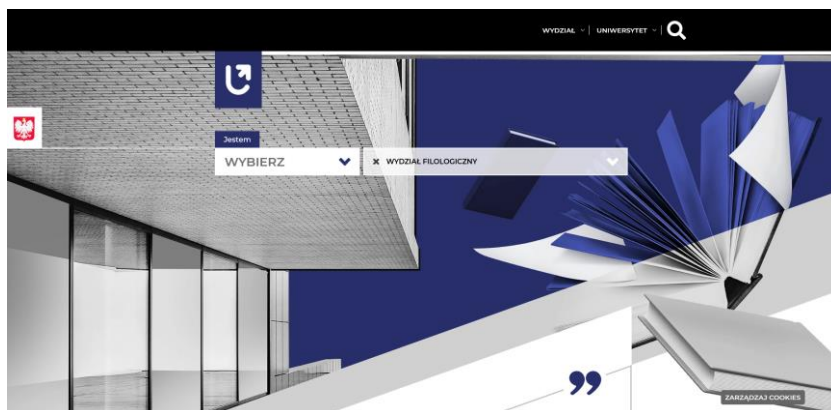 WYDZIAŁ
UNIWERSYTET
Jestem
WYBIERZ
× WYDZIAŁ FILOLOGICZNY
”
ZARZĄDZAJ COOKIES